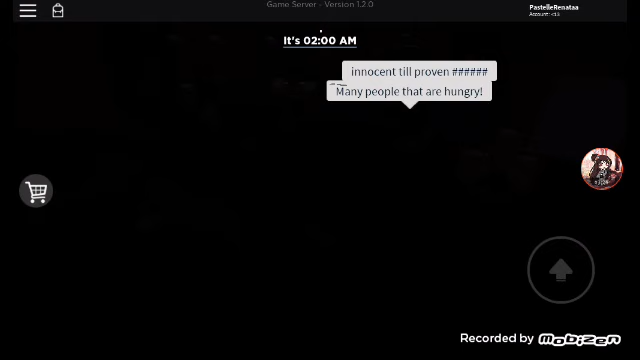 Game Server - Version 1.2.0
PastelleRenataa
Account: <13
It's 02:00 AM
innocent till proven ######
Many people that are hungry!
Recorded by Mobizen